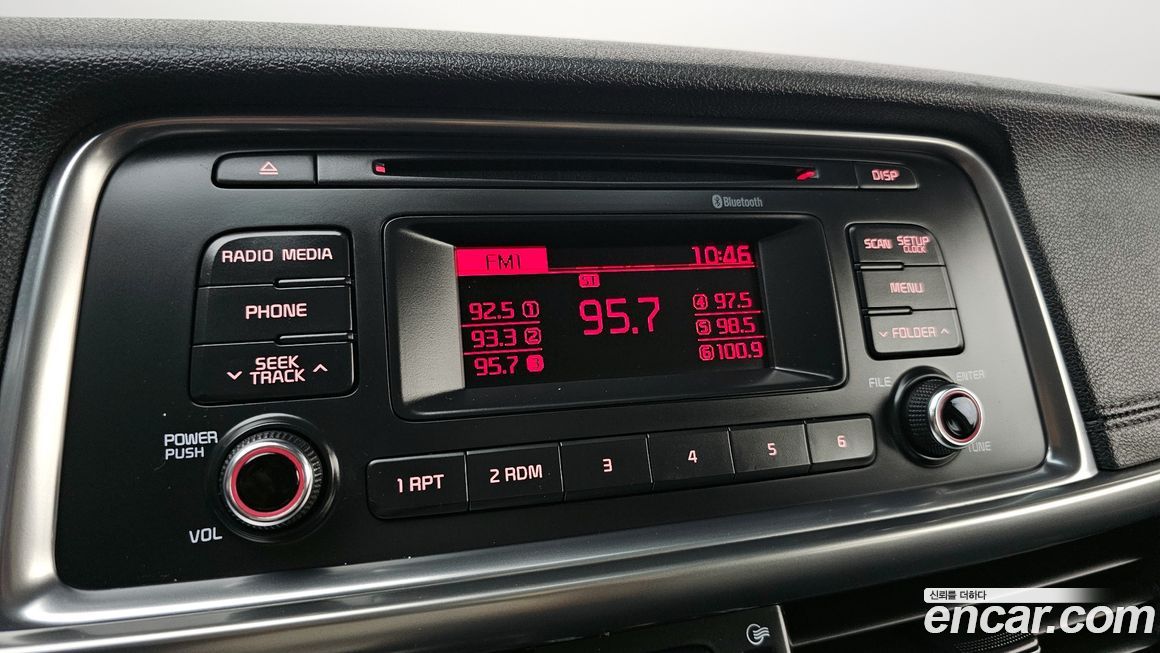 DISP
Bluetooth
RADIO MEDIA
PHONE
SEEK
TRACK
FM1
10:46
ST
92.5 1
93.3 2
95.7 3
95.7
4 97.5
5 98.5
6 100.9
SCAN
SETUP
CLOCK
MENU
FOLDER
POWER
PUSH
VOL
1 RPT
2 RDM
3
4
5
6
FILE
ENTER
TUNE
신뢰를 더하다
encar.com